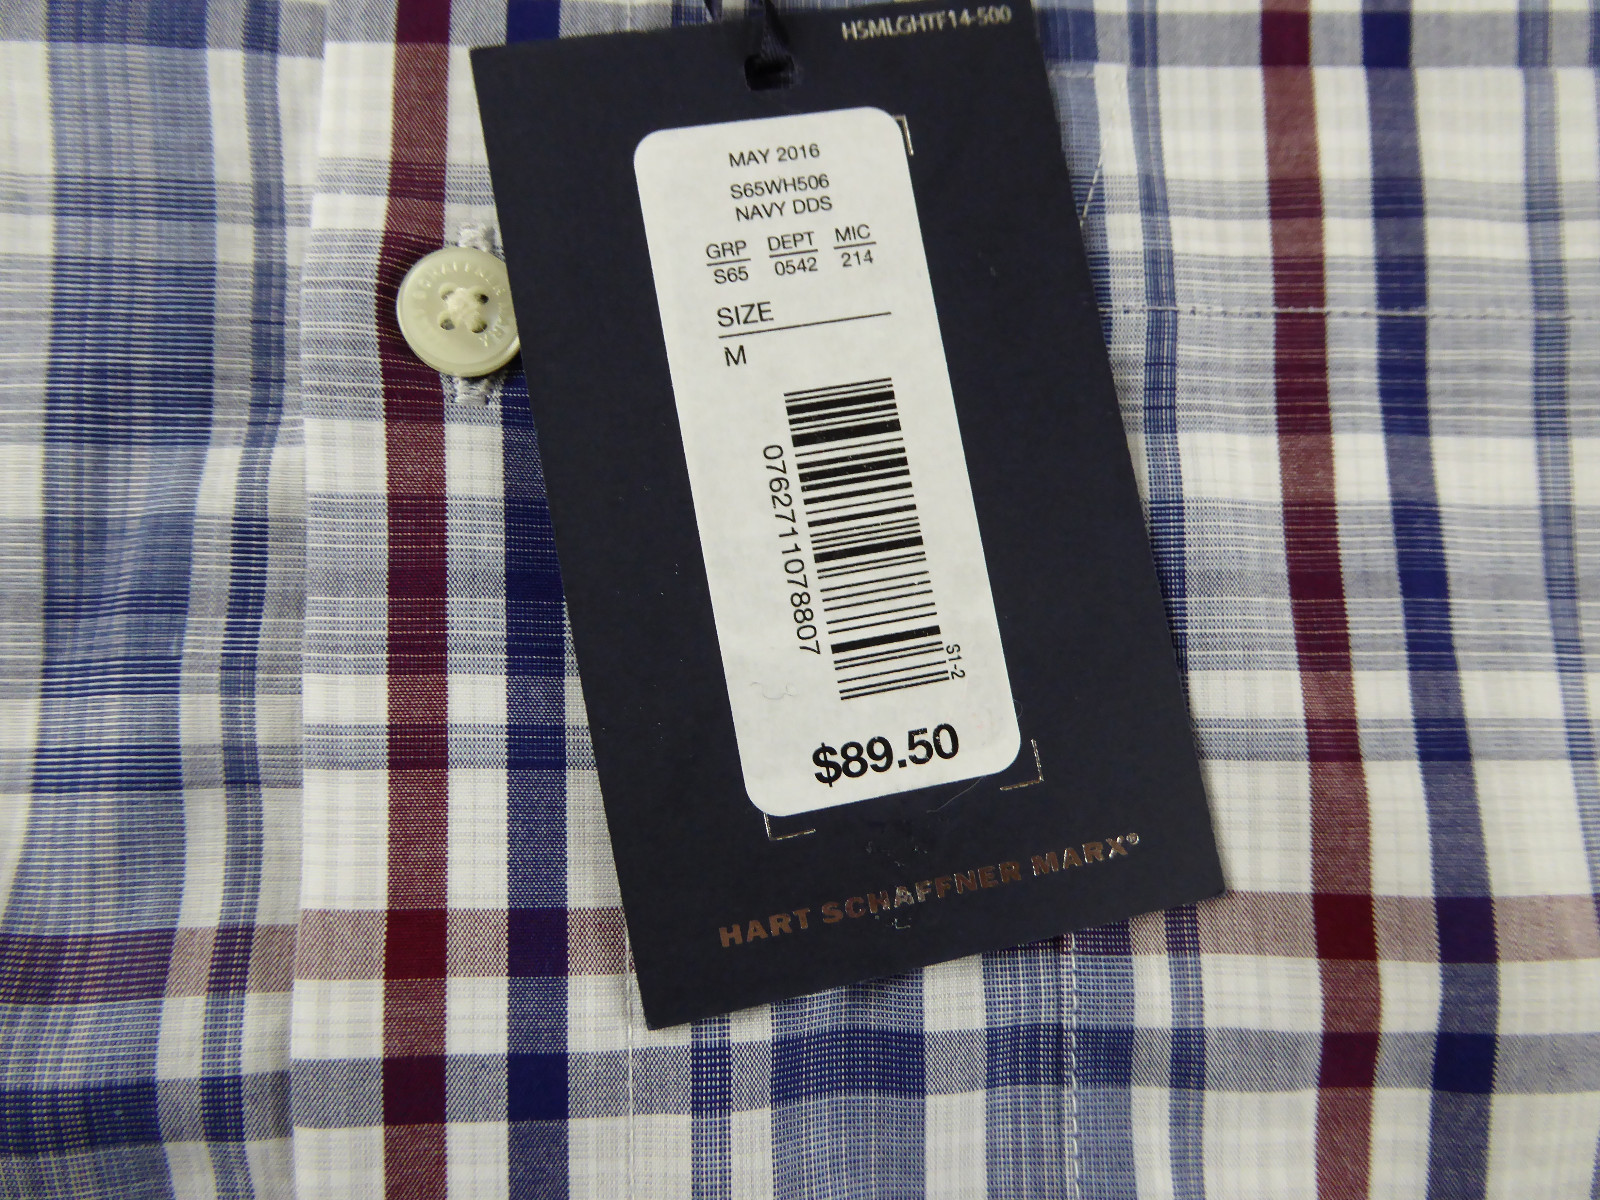 HSMLGHTF14-500
MAY 2016
S65WH506
NAVY DDS
GRP DEPT MIC
S65 0542 214
SIZE
M
0762711078807
S1-2
$89.50
HART SCHAFFNER MARX®